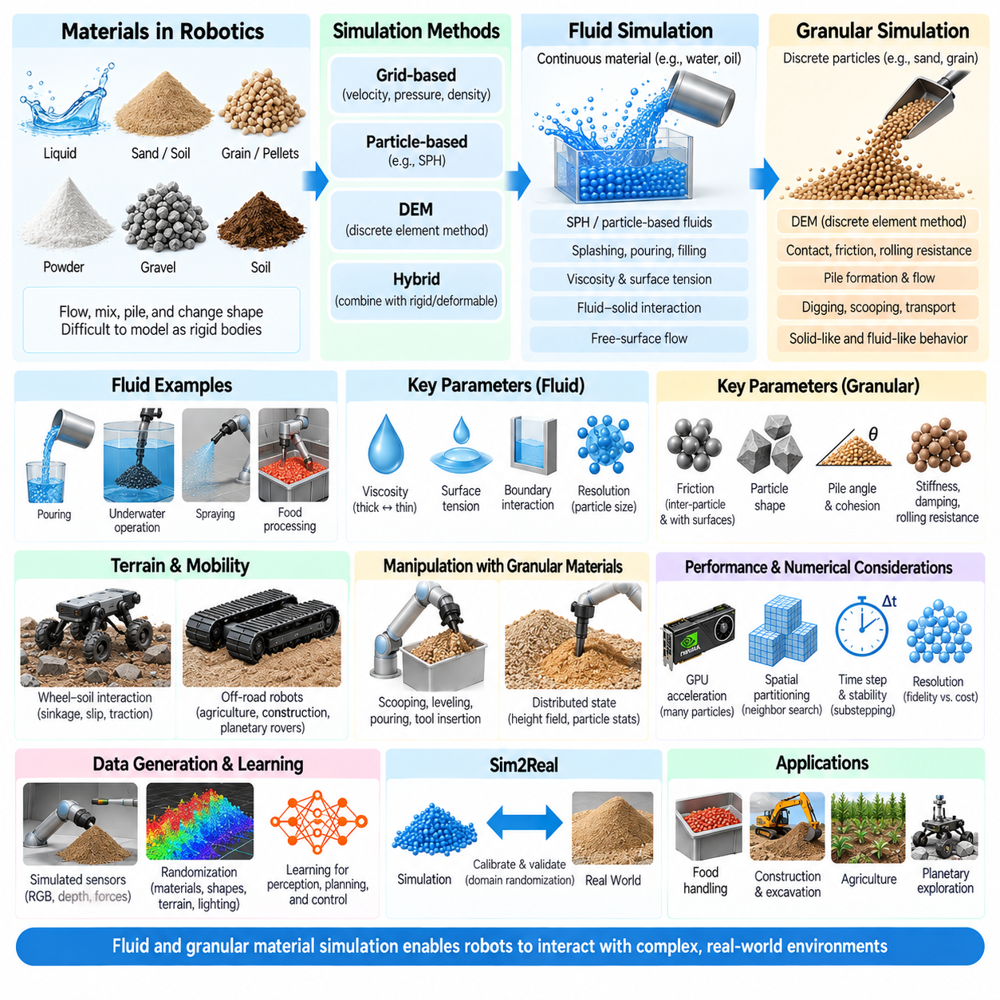 Materials in Robotics
Liquid
Sand / Soil
Grain / Pellets
Powder
Gravel
Soil
Flow, mix, pile, and change shape
Difficult to model as rigid bodies
Simulation Methods
Grid-based
(velocity, pressure, density)
Particle-based
(e.g., SPH)
DEM
(discrete element method)
Hybrid
(combine with rigid/deformable)
Fluid Simulation
Continuous material (e.g., water, oil)
SPH / particle-based fluids
Splashing, pouring, filling
Viscosity & surface tension
Fluid–solid interaction
Free-surface flow
Granular Simulation
Discrete particles (e.g., sand, grain)
DEM (discrete element method)
Contact, friction, rolling resistance
Pile formation & flow
Digging, scooping, transport
Solid-like and fluid-like behavior
Fluid Examples
Pouring
Underwater
operation
Spraying
Food
processing
Key Parameters (Fluid)
Viscosity
(thick ↔ thin)
Surface
tension
Boundary
interaction
Resolution
(particle size)
Key Parameters (Granular)
Friction
(inter-particle
& with surfaces)
Particle
shape
θ
Pile angle
& cohesion
Stiffness,
damping,
rolling resistance
Terrain & Mobility
Wheel–soil interaction
(sinkage, slip, traction)
Off-road robots
(agriculture, construction,
planetary rovers)
Manipulation with Granular Materials
Scooping, leveling,
pouring, tool insertion
Distributed state
(height field, particle stats)
Performance & Numerical Considerations
NVIDIA
GPU
acceleration
(many particles)
Spatial
partitioning
(neighbor search)
Δt
Time step
& stability
(substepping)
Resolution
(fidelity vs. cost)
Data Generation & Learning
Simulated sensors
(RGB, depth, forces)
Randomization
(materials, shapes,
terrain, lighting)
Learning for
perception, planning,
and control
Sim2Real
Simulation
Calibrate & validate
(domain randomization)
Real World
Applications
Food
handling
Construction
& excavation
Agriculture
Planetary
exploration
Fluid and granular material simulation enables robots to interact with complex, real-world environments